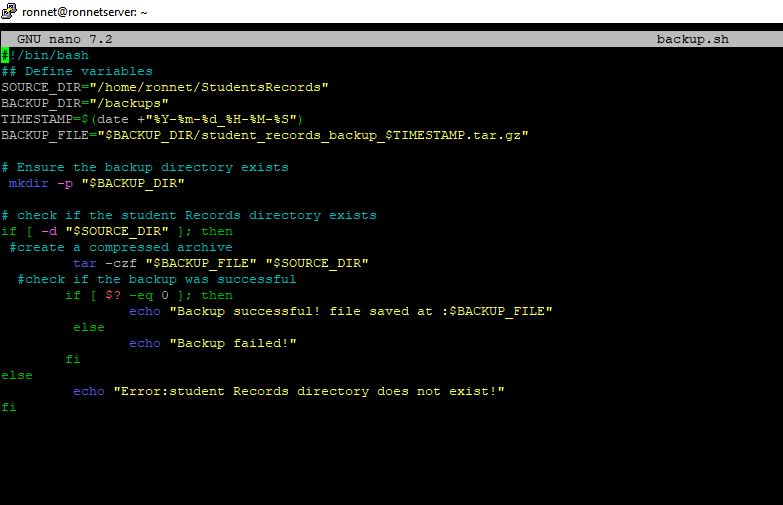 ronnet@ronnetserver: ~
GNU nano 7.2 backup.sh
#!/bin/bash
## Define variables
SOURCE_DIR="/home/ronnet/StudentsRecords"
BACKUP_DIR="/backups"
TIMESTAMP=$(date +"%Y-%m-%d_%H-%M-%S")
BACKUP_FILE="$BACKUP_DIR/student_records_backup_$TIMESTAMP.tar.gz"
# Ensure the backup directory exists
mkdir -p "$BACKUP_DIR"
# check if the student Records directory exists
if [ -d "$SOURCE_DIR" ]; then
#create a compressed archive
tar -czf "$BACKUP_FILE" "$SOURCE_DIR"
#check if the backup was successful
if [ $? -eq 0 ]; then
echo "Backup successful! file saved at :$BACKUP_FILE"
else
echo "Backup failed!"
fi
else
echo "Error:student Records directory does not exist!"
fi